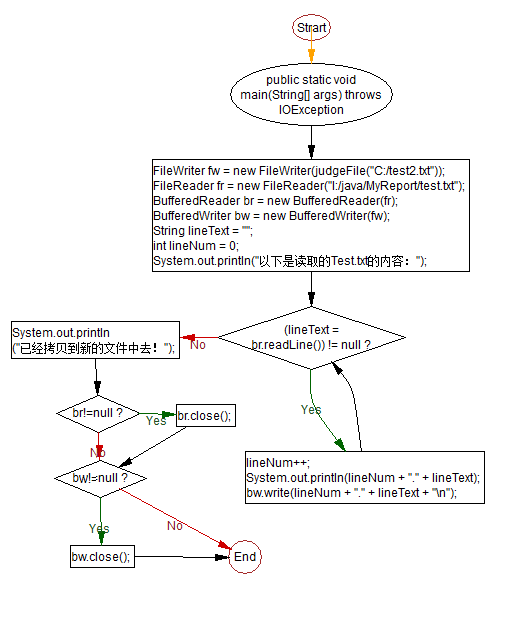 Strart
public static void
main(String[] args) throws
IOException
FileWriter fw = new FileWriter(judgeFile("C:/test2.txt"));
FileReader fr = new FileReader("I:/java/MyReport/test.txt");
BufferedReader br = new BufferedReader(fr);
BufferedWriter bw = new BufferedWriter(fw);
String lineText = "";
int lineNum = 0;
System.out.println("以下是读取的Test.txt的内容：");
(lineText =
br.readLine()) != null ?
No
System.out.println
("已经拷贝到新的文件中去！");
Yes
br!=null ?
Yes
br.close();
No
lineNum++;
System.out.println(lineNum + "." + lineText);
bw.write(lineNum + "." + lineText + "\n");
bw!=null ?
Yes
No
bw.close();
End